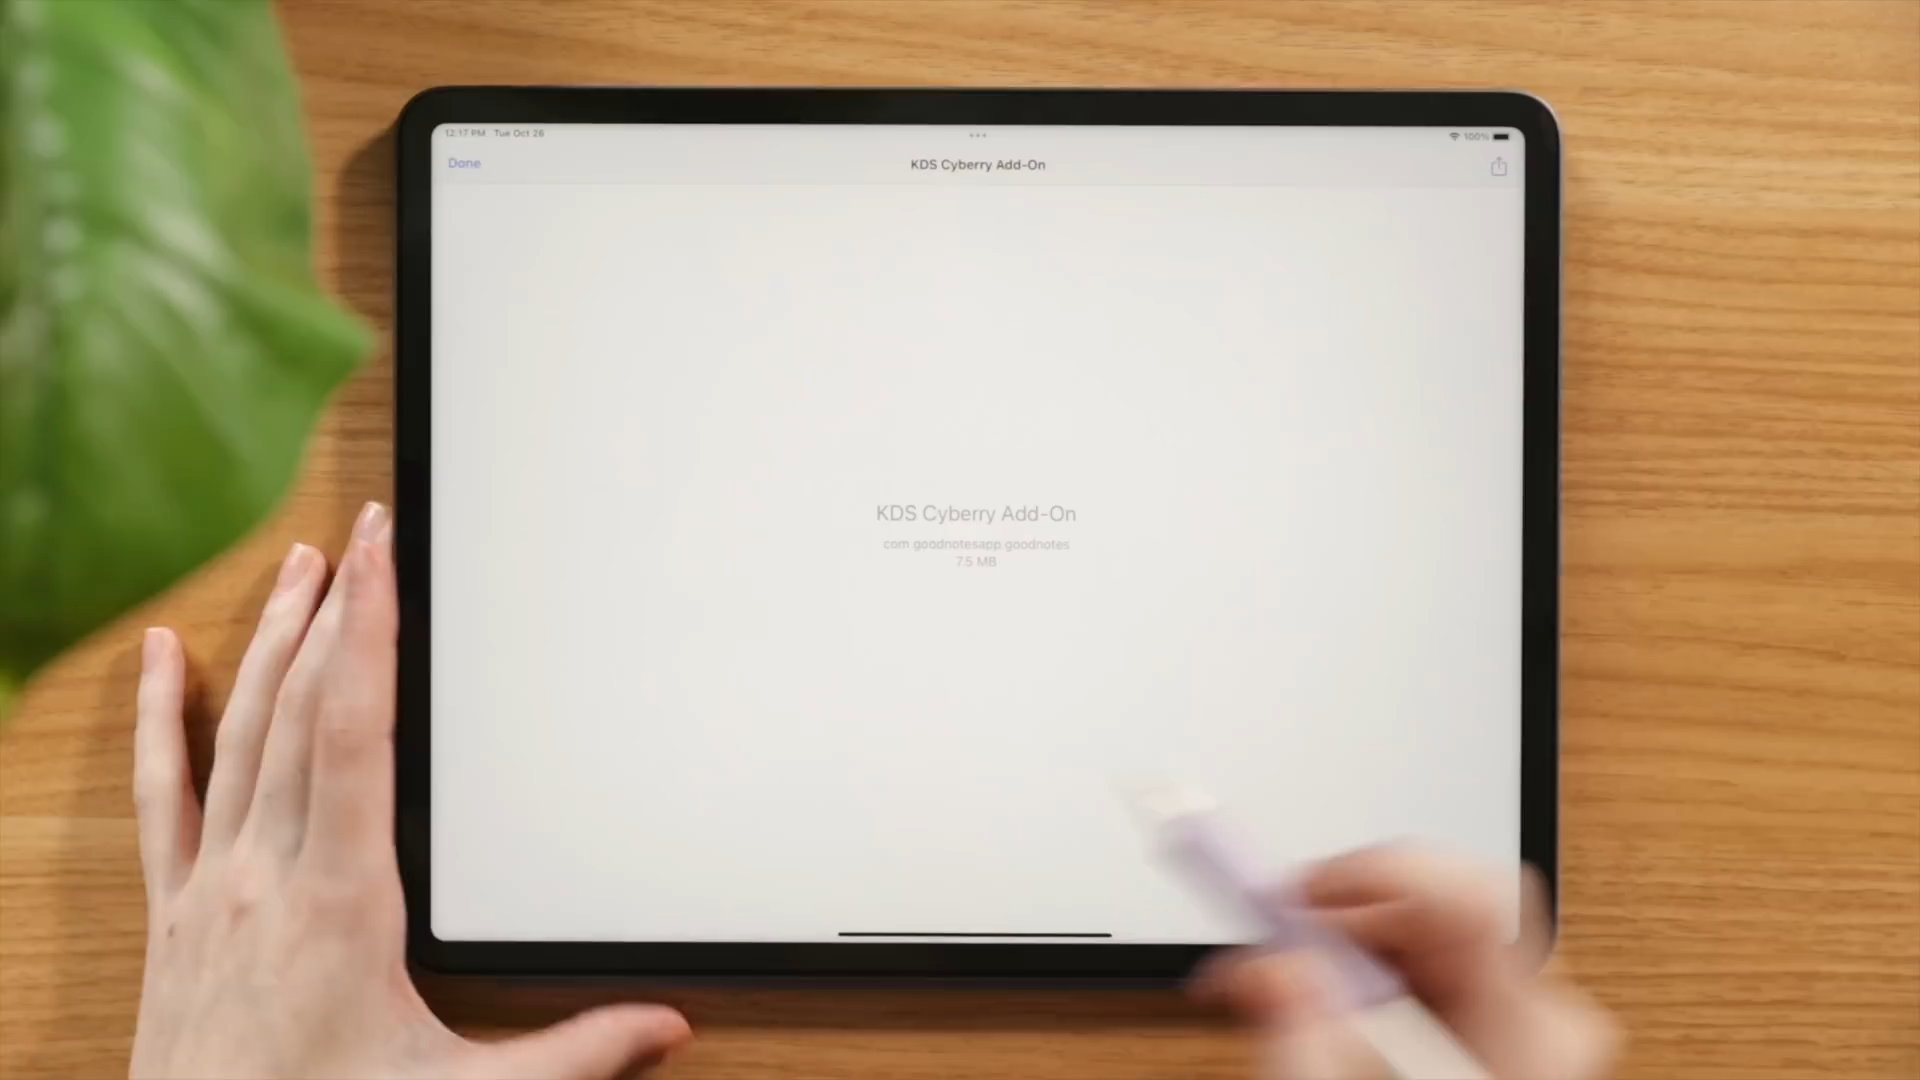 12:17 PM Tue Oct 26
100%
Done
KDS Cyberry Add-On
KDS Cyberry Add-On
com goodnotesapp.goodnotes
7.5 MB